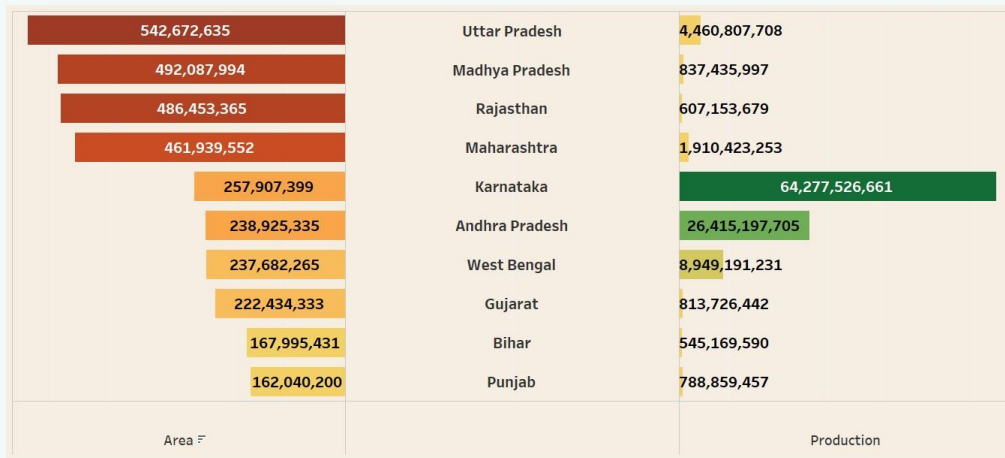 542,672,635 Uttar Pradesh 4,460,807,708
492,087,994 Madhya Pradesh 837,435,997
486,453,365 Rajasthan 607,153,679
461,939,552 Maharashtra 1,910,423,253
257,907,399 Karnataka 64,277,526,661
238,925,335 Andhra Pradesh 26,415,197,705
237,682,265 West Bengal 8,949,191,231
222,434,333 Gujarat 813,726,442
167,995,431 Bihar 545,169,590
162,040,200 Punjab 788,859,457
Area Production